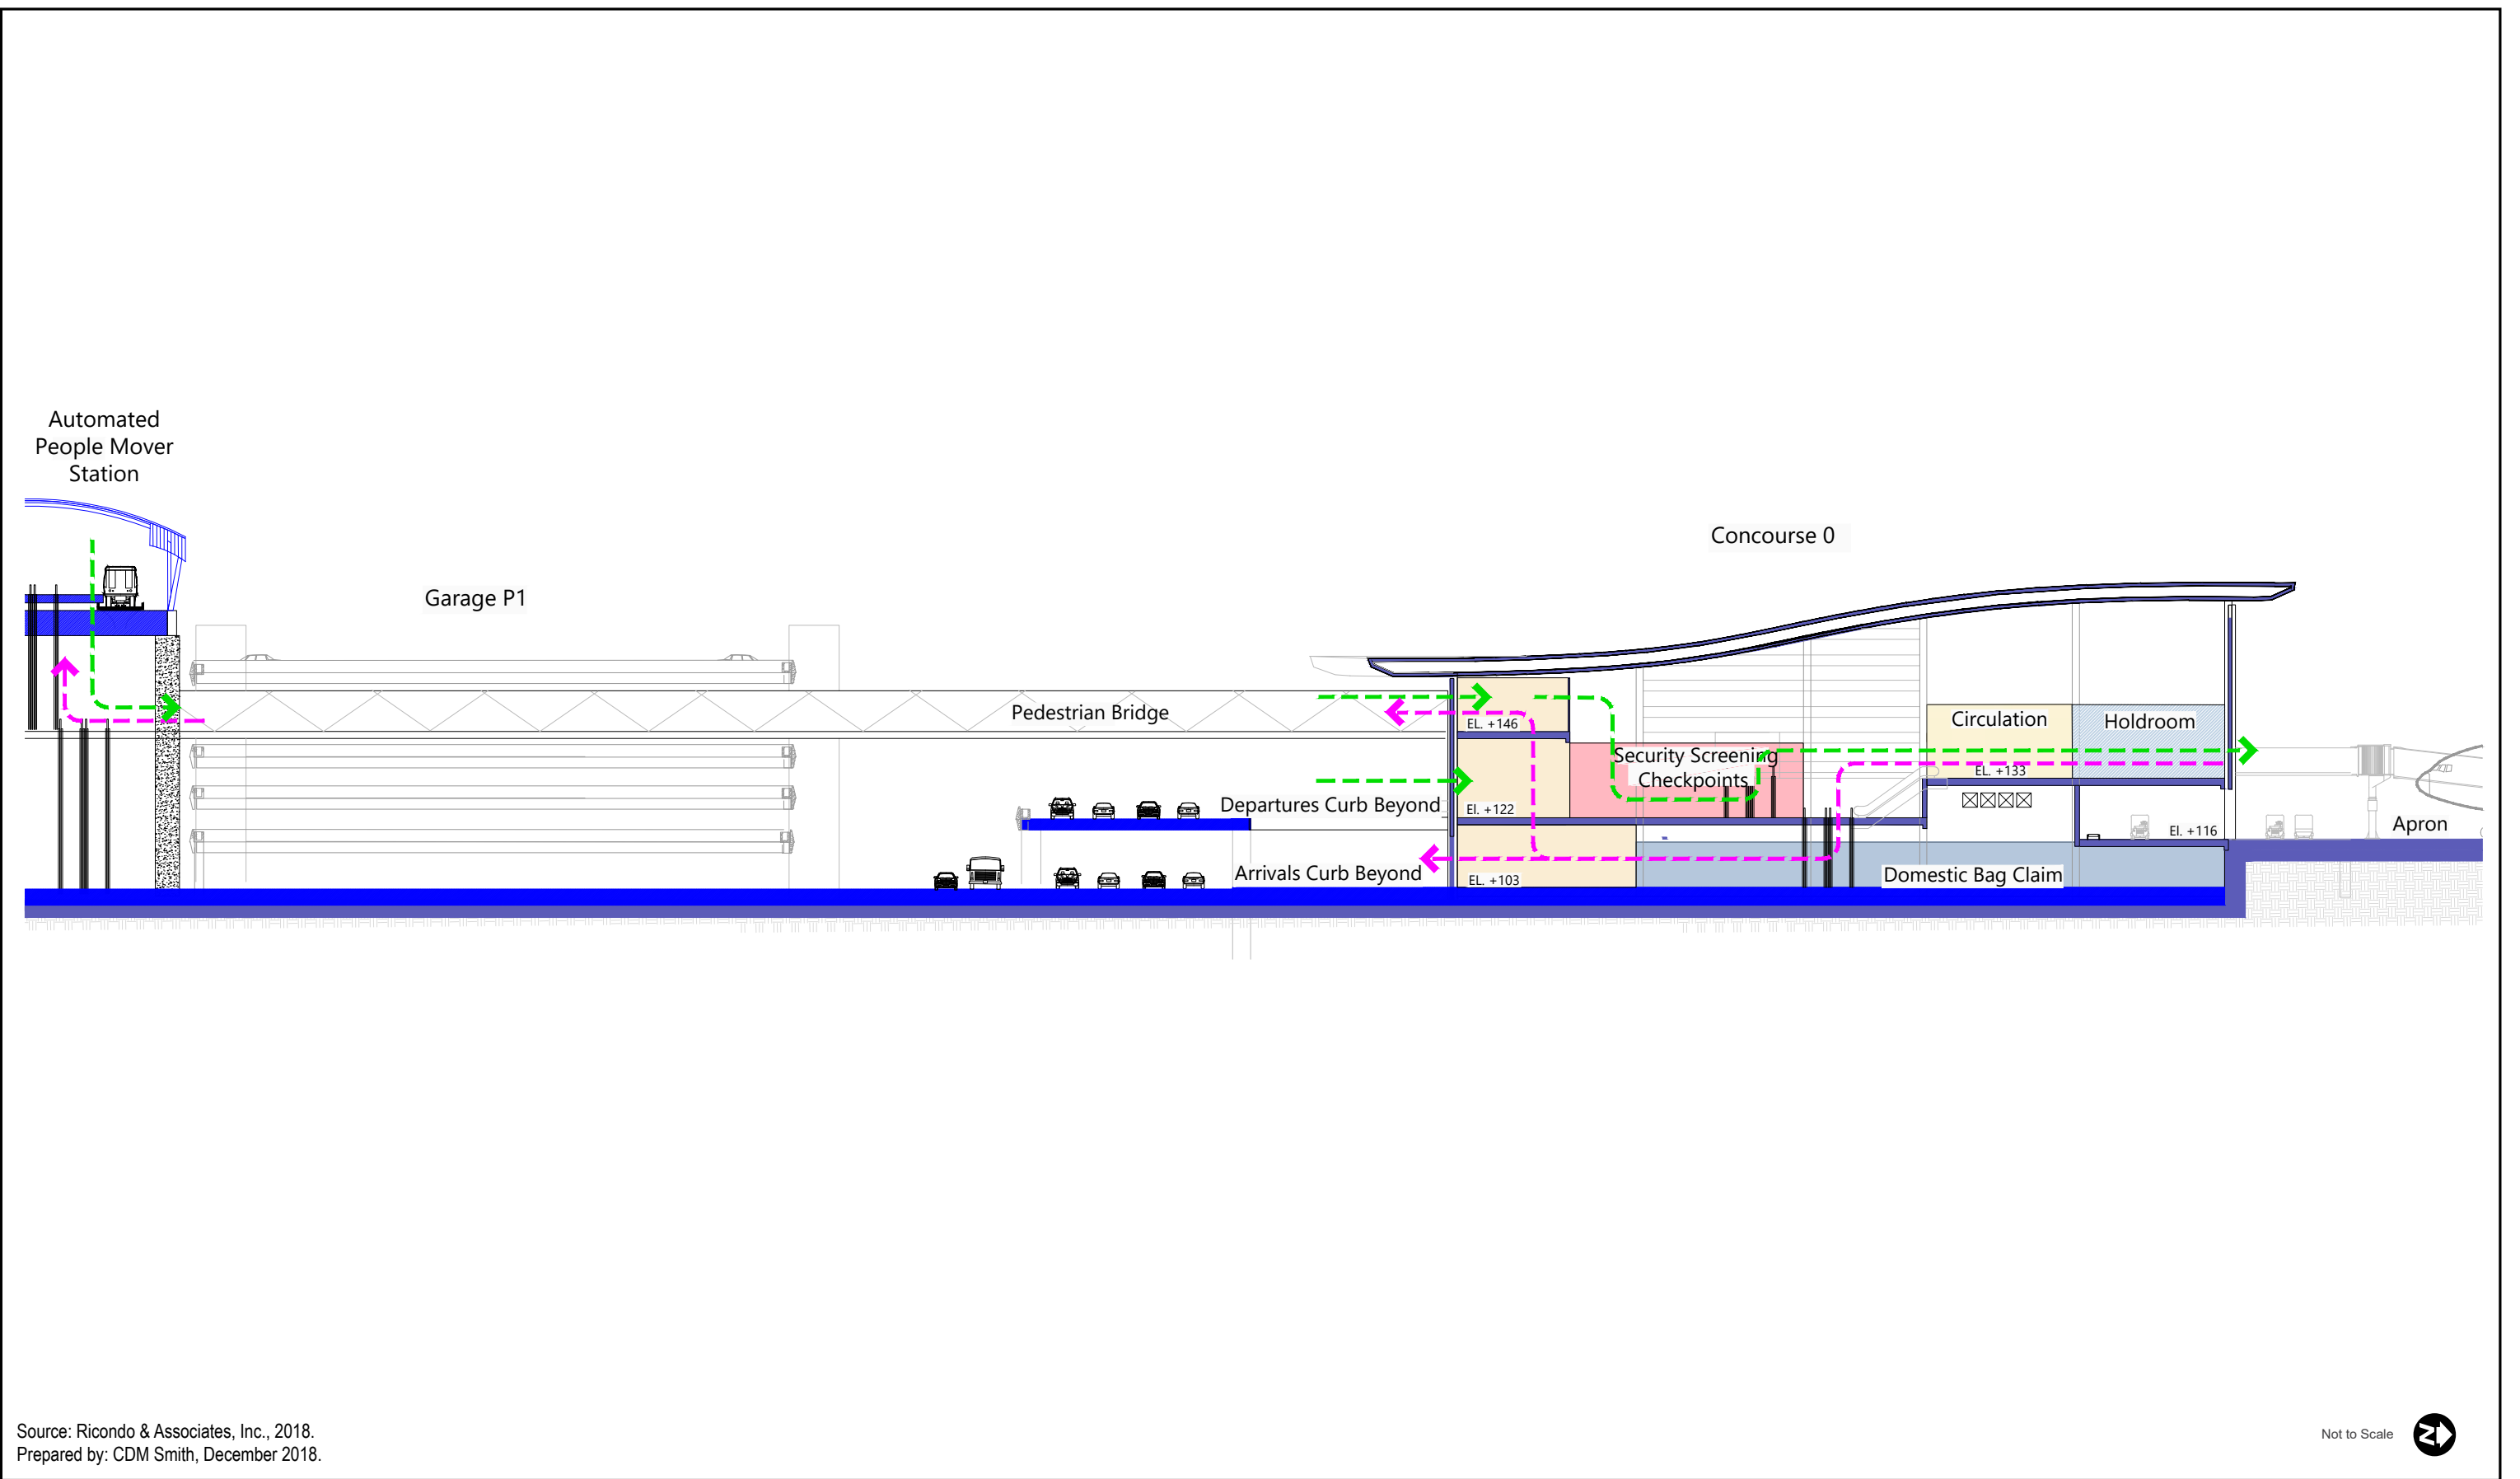 Automated
People Mover
Station
Concourse 0
Garage P1
Pedestrian Bridge
EL. +146
Circulation
Holdroom
Security Screening
Checkpoints
EL. +133
Departures Curb Beyond
El. +122
El. +116
Apron
Arrivals Curb Beyond
EL. +103
Domestic Bag Claim
Source: Ricondo & Associates, Inc., 2018.
Prepared by: CDM Smith, December 2018.
Not to Scale
Z